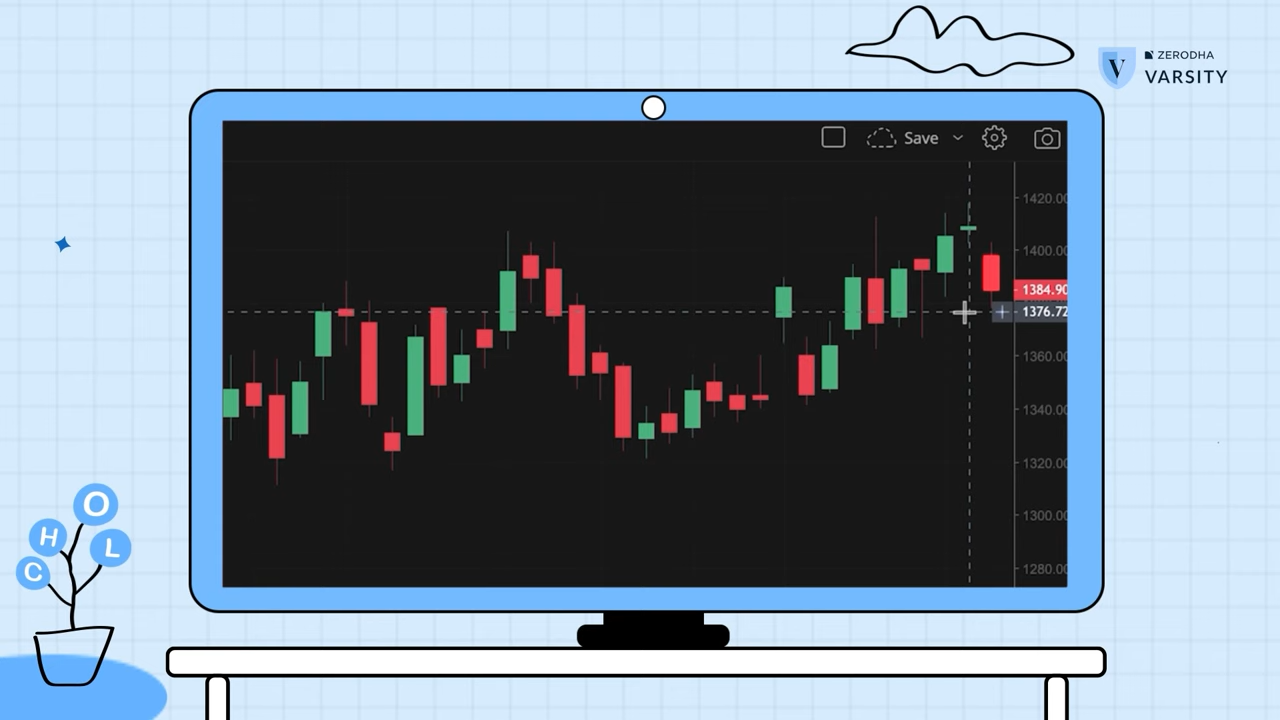 ZERODHA
VARSITY
Save
1420.00
1400.00
1384.90
1376.72
1360.00
1340.00
1320.00
1300.00
1280.00
O
H
L
C
V